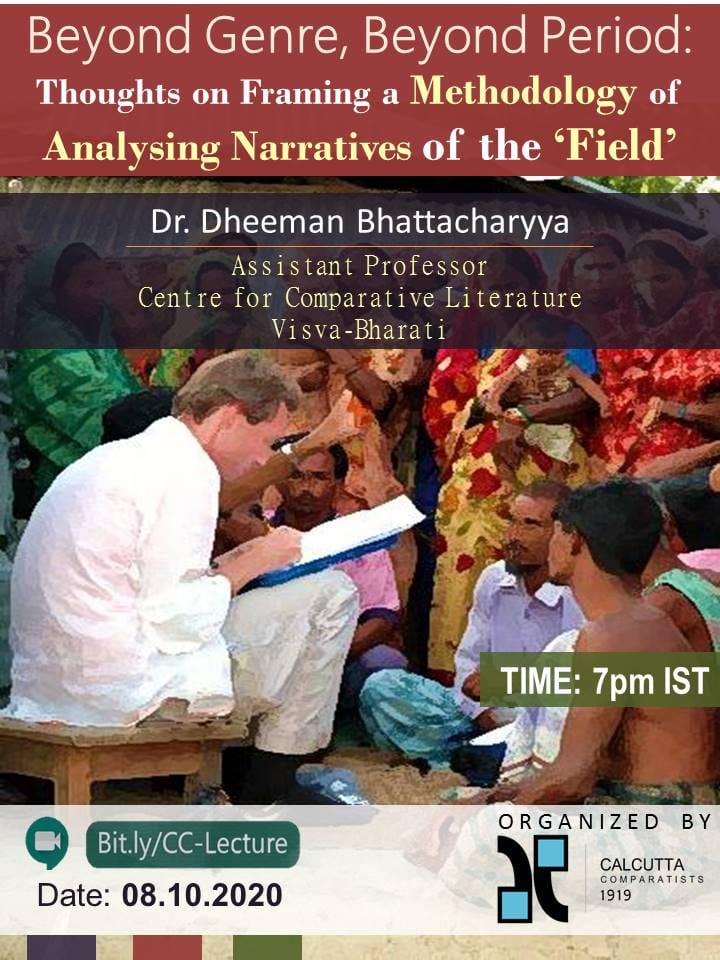 Beyond Genre, Beyond Period:
Thoughts on Framing a Methodology of
Analysing Narratives of the ‘Field’
Dr. Dheeman Bhattacharyya
Assistant Professor
Centre for Comparative Literature
Visva-Bharati
TIME: 7pm IST
Bit.ly/CC-Lecture
Date: 08.10.2020
ORGANIZED BY
CALCUTTA
COMPARATISTS
1919